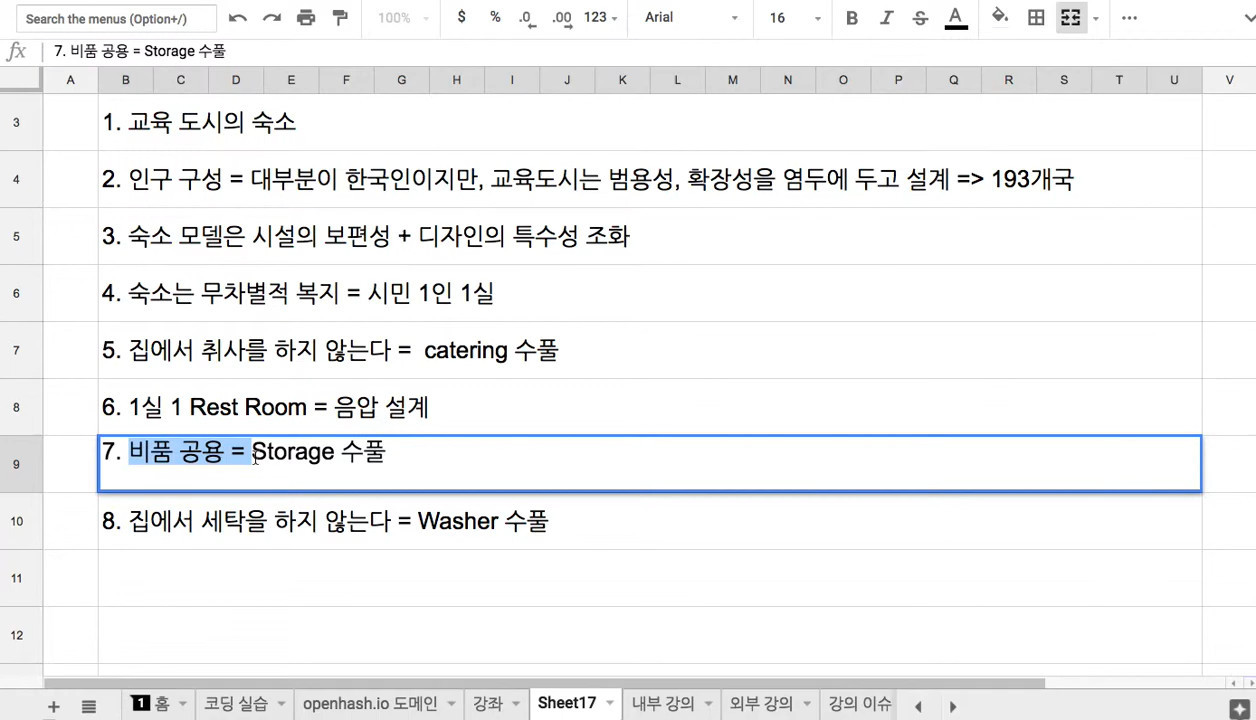 Search the menus (Option+/)
100%
$ % .0 .00 123
Arial
16
B I S A
fx 7. 비품 공용 = Storage 수풀
A B C D E F G H I J K L M N O P Q R S T U V
3 1. 교육 도시의 숙소
4 2. 인구 구성 = 대부분이 한국인이지만, 교육도시는 범용성, 확장성을 염두에 두고 설계 => 193개국
5 3. 숙소 모델은 시설의 보편성 + 디자인의 특수성 조화
6 4. 숙소는 무차별적 복지 = 시민 1인 1실
7 5. 집에서 취사를 하지 않는다 = catering 수풀
8 6. 1실 1 Rest Room = 음압 설계
9 7. 비품 공용 = Storage 수풀
10 8. 집에서 세탁을 하지 않는다 = Washer 수풀
11
12
1 홈 코딩 실습 openhash.io 도메인 강좌 Sheet17 내부 강의 외부 강의 강의 이슈